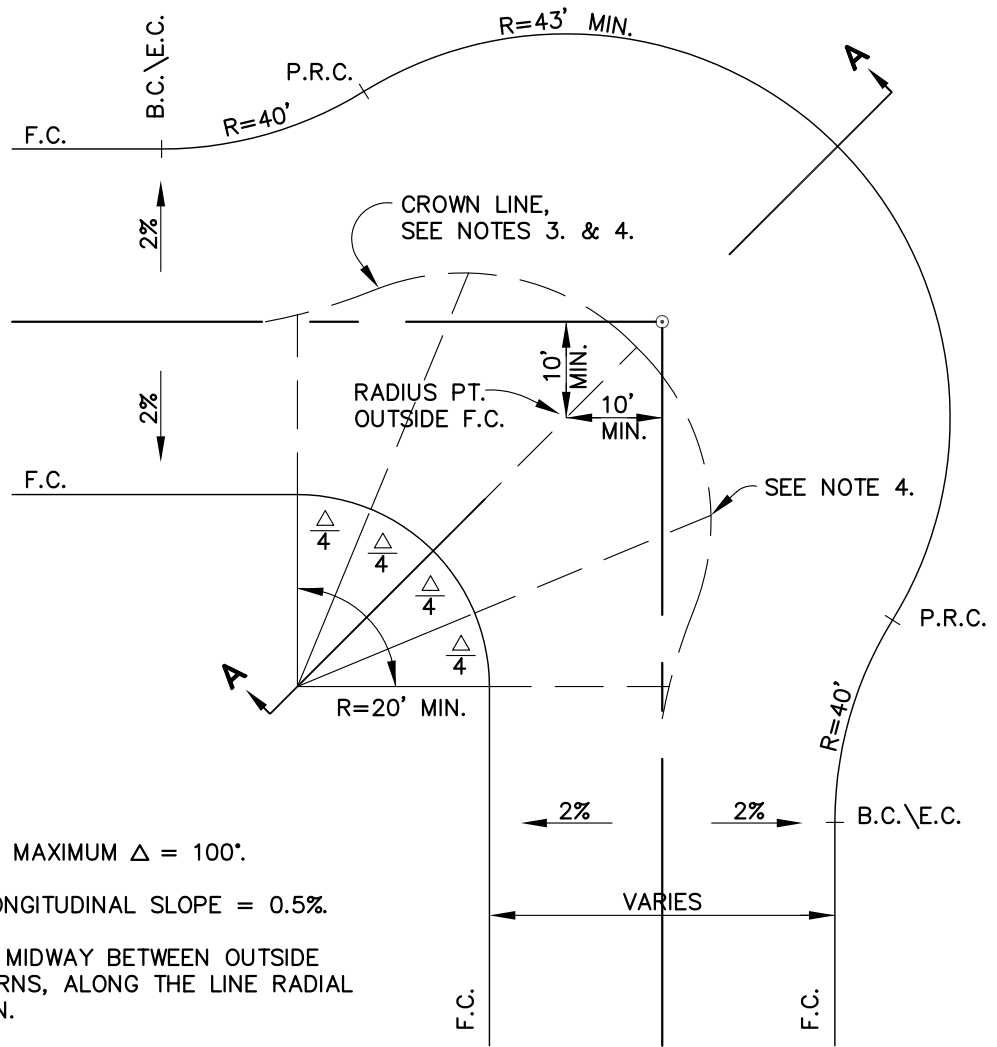 R=43' MIN.
B.C.\E.C.
P.R.C.
A
R=40'
F.C.
CROWN LINE,
SEE NOTES 3. & 4.
2%
10'
MIN.
RADIUS PT.
OUTSIDE F.C.
10'
MIN.
2%
F.C.
SEE NOTE 4.
△
4
△
4
△
4
△
4
P.R.C.
A
R=20' MIN.
R=40'
2%
2%
B.C.\E.C.
MAXIMUM △ = 100°.
ONGITUDINAL SLOPE = 0.5%.
VARIES
MIDWAY BETWEEN OUTSIDE
RNS, ALONG THE LINE RADIAL
N.
F.C.
F.C.